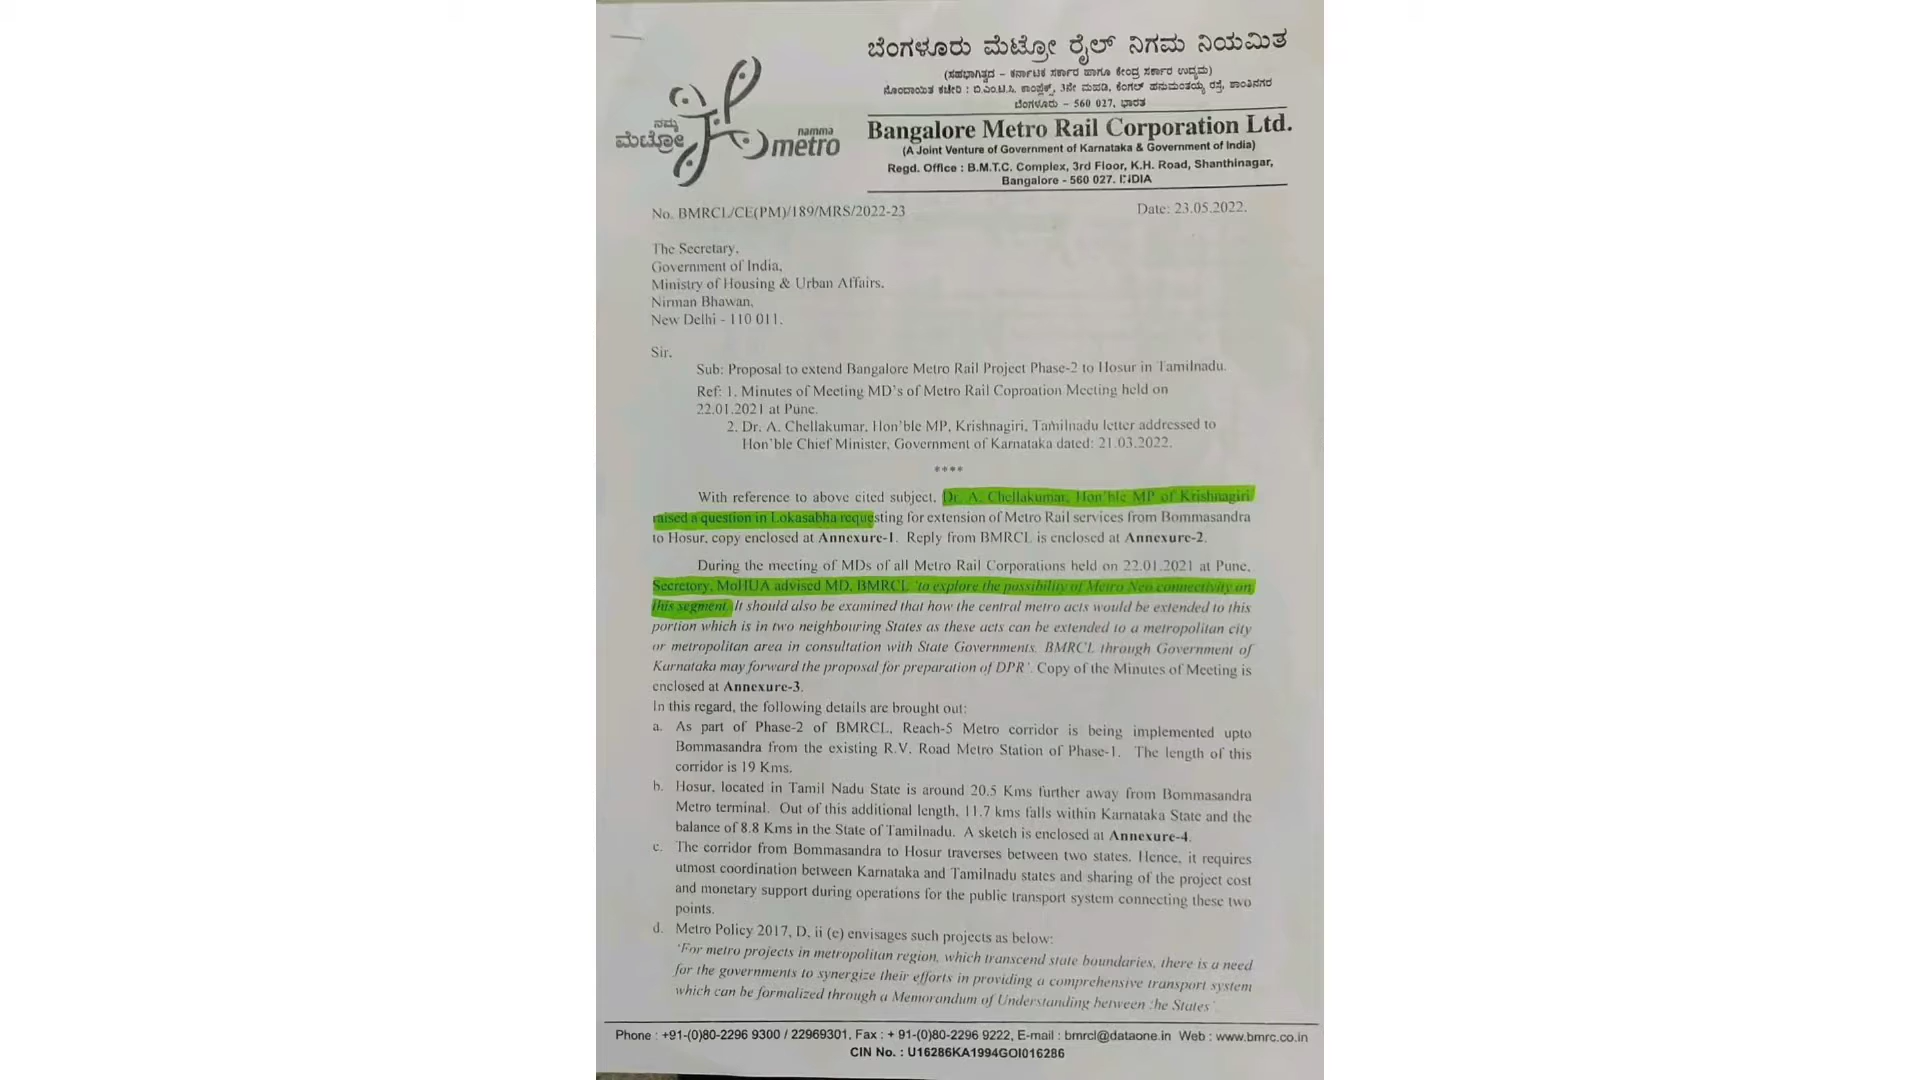 ನಮ್ಮ
ಮೆಟ್ರೋ
namma
metro
ಬೆಂಗಳೂರು ಮೆಟ್ರೋ ರೈಲ್ ನಿಗಮ ನಿಯಮಿತ
(ಸಹಭಾಗಿತ್ವದ – ಕರ್ನಾಟಕ ಸರ್ಕಾರ ಹಾಗೂ ಕೇಂದ್ರ ಸರ್ಕಾರ ಉದ್ಯಮ)
ನೊಂದಾಯಿತ ಕಚೇರಿ : ಬಿ.ಎಂ.ಟಿ.ಸಿ. ಕಾಂಪ್ಲೆಕ್ಸ್, 3ನೇ ಮಹಡಿ, ಕೆಂಗಲ್ ಹನುಮಂತಯ್ಯ ರಸ್ತೆ, ಶಾಂತಿನಗರ
ಬೆಂಗಳೂರು – 560 027, ಭಾರತ
Bangalore Metro Rail Corporation Ltd.
(A Joint Venture of Government of Karnataka & Government of India)
Regd. Office : B.M.T.C. Complex, 3rd Floor, K.H. Road, Shanthinagar,
Bangalore - 560 027. INDIA
No. BMRCL/CE(PM)/189/MRS/2022-23
Date: 23.05.2022.
The Secretary,
Government of India,
Ministry of Housing & Urban Affairs,
Nirman Bhawan,
New Delhi - 110 011.
Sir,
Sub: Proposal to extend Bangalore Metro Rail Project Phase-2 to Hosur in Tamilnadu.
Ref: 1. Minutes of Meeting MD's of Metro Rail Coproation Meeting held on
22.01.2021 at Pune.
2. Dr. A. Chellakumar, Hon'ble MP, Krishnagiri, Tamilnadu letter addressed to
Hon'ble Chief Minister, Government of Karnataka dated: 21.03.2022.
****
With reference to above cited subject, Dr. A. Chellakumar, Hon'ble MP of Krishnagiri
raised a question in Lokasabha requesting for extension of Metro Rail services from Bommasandra
to Hosur, copy enclosed at Annexure-1. Reply from BMRCL is enclosed at Annexure-2.
During the meeting of MDs of all Metro Rail Corporations held on 22.01.2021 at Pune,
Secretary, MoHUA advised MD, BMRCL 'to explore the possibility of Metro Neo connectivity on
this segment. It should also be examined that how the central metro acts would be extended to this
portion which is in two neighbouring States as these acts can be extended to a metropolitan city
or metropolitan area in consultation with State Governments. BMRCL through Government of
Karnataka may forward the proposal for preparation of DPR'. Copy of the Minutes of Meeting is
enclosed at Annexure-3.
In this regard, the following details are brought out:
a. As part of Phase-2 of BMRCL, Reach-5 Metro corridor is being implemented upto
Bommasandra from the existing R.V. Road Metro Station of Phase-1. The length of this
corridor is 19 Kms.
b. Hosur, located in Tamil Nadu State is around 20.5 Kms further away from Bommasandra
Metro terminal. Out of this additional length, 11.7 kms falls within Karnataka State and the
balance of 8.8 Kms in the State of Tamilnadu. A sketch is enclosed at Annexure-4.
c. The corridor from Bommasandra to Hosur traverses between two states. Hence, it requires
utmost coordination between Karnataka and Tamilnadu states and sharing of the project cost
and monetary support during operations for the public transport system connecting these two
points.
d. Metro Policy 2017, D, ii (e) envisages such projects as below:
'For metro projects in metropolitan region, which transcend state boundaries, there is a need
for the governments to synergize their efforts in providing a comprehensive transport system
which can be formalized through a Memorandum of Understanding between the States'
Phone : +91-(0)80-2296 9300 / 22969301, Fax : + 91-(0)80-2296 9222, E-mail : bmrcl@dataone.in Web : www.bmrc.co.in
CIN No. : U16286KA1994GOI016286